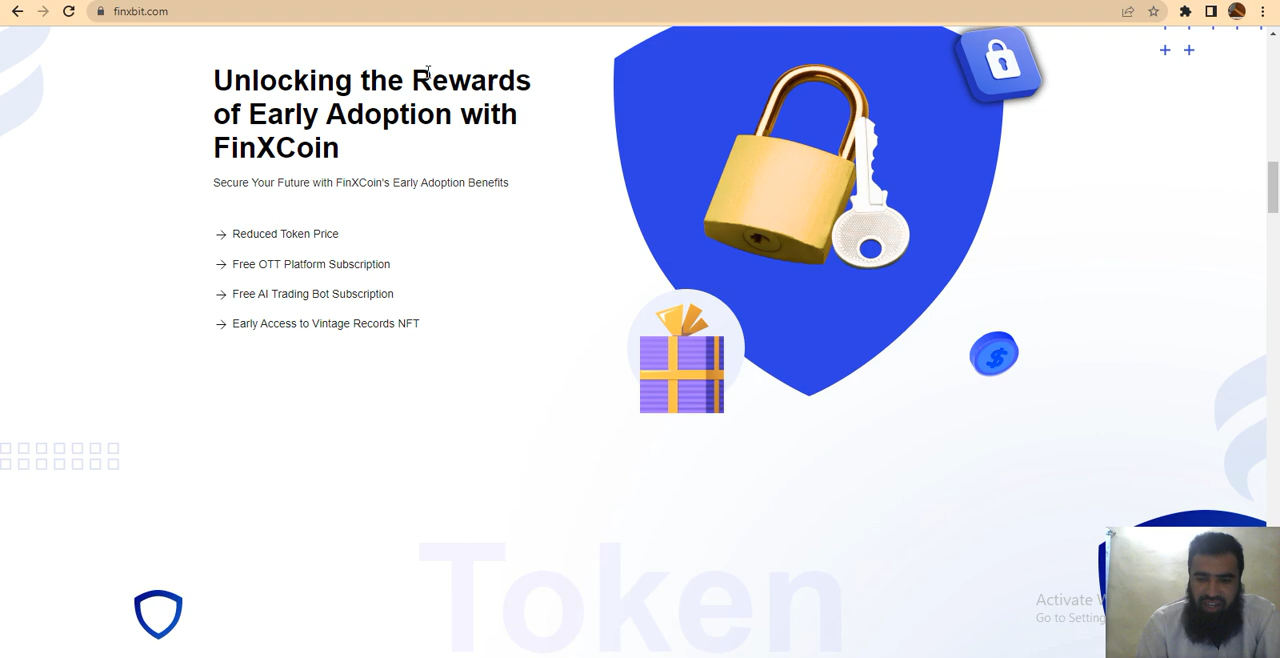 finxbit.com
Unlocking the Rewards
of Early Adoption with
FinXCoin
Secure Your Future with FinXCoin's Early Adoption Benefits
→ Reduced Token Price
→ Free OTT Platform Subscription
→ Free AI Trading Bot Subscription
→ Early Access to Vintage Records NFT
$
Token
Activate
Go to Setting